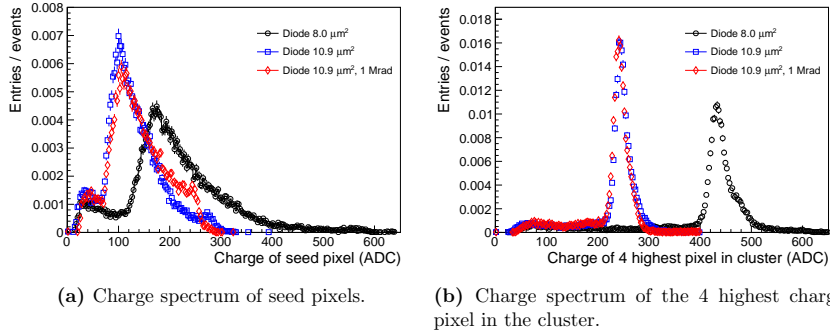 0.008
0.007
0.006
0.005
0.004
0.003
0.002
0.001
0
Entries / events
Diode 8.0 μm²
Diode 10.9 μm²
Diode 10.9 μm², 1 Mrad
0 100 200 300 400 500 600
Charge of seed pixel (ADC)
(a) Charge spectrum of seed pixels.
0.018
0.016
0.014
0.012
0.01
0.008
0.006
0.004
0.002
0
Entries / events
Diode 8.0 μm²
Diode 10.9 μm²
Diode 10.9 μm², 1 Mrad
0 100 200 300 400 500 600
Charge of 4 highest pixel in cluster (ADC)
(b) Charge spectrum of the 4 highest charg
pixel in the cluster.